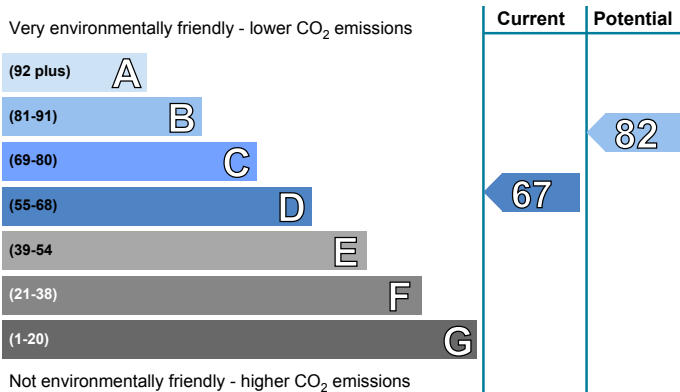 Current Potential
Very environmentally friendly - lower CO2 emissions
(92 plus) A
(81-91) B
82
(69-80) C
67
(55-68) D
(39-54 E
(21-38) F
(1-20) G
Not environmentally friendly - higher CO2 emissions